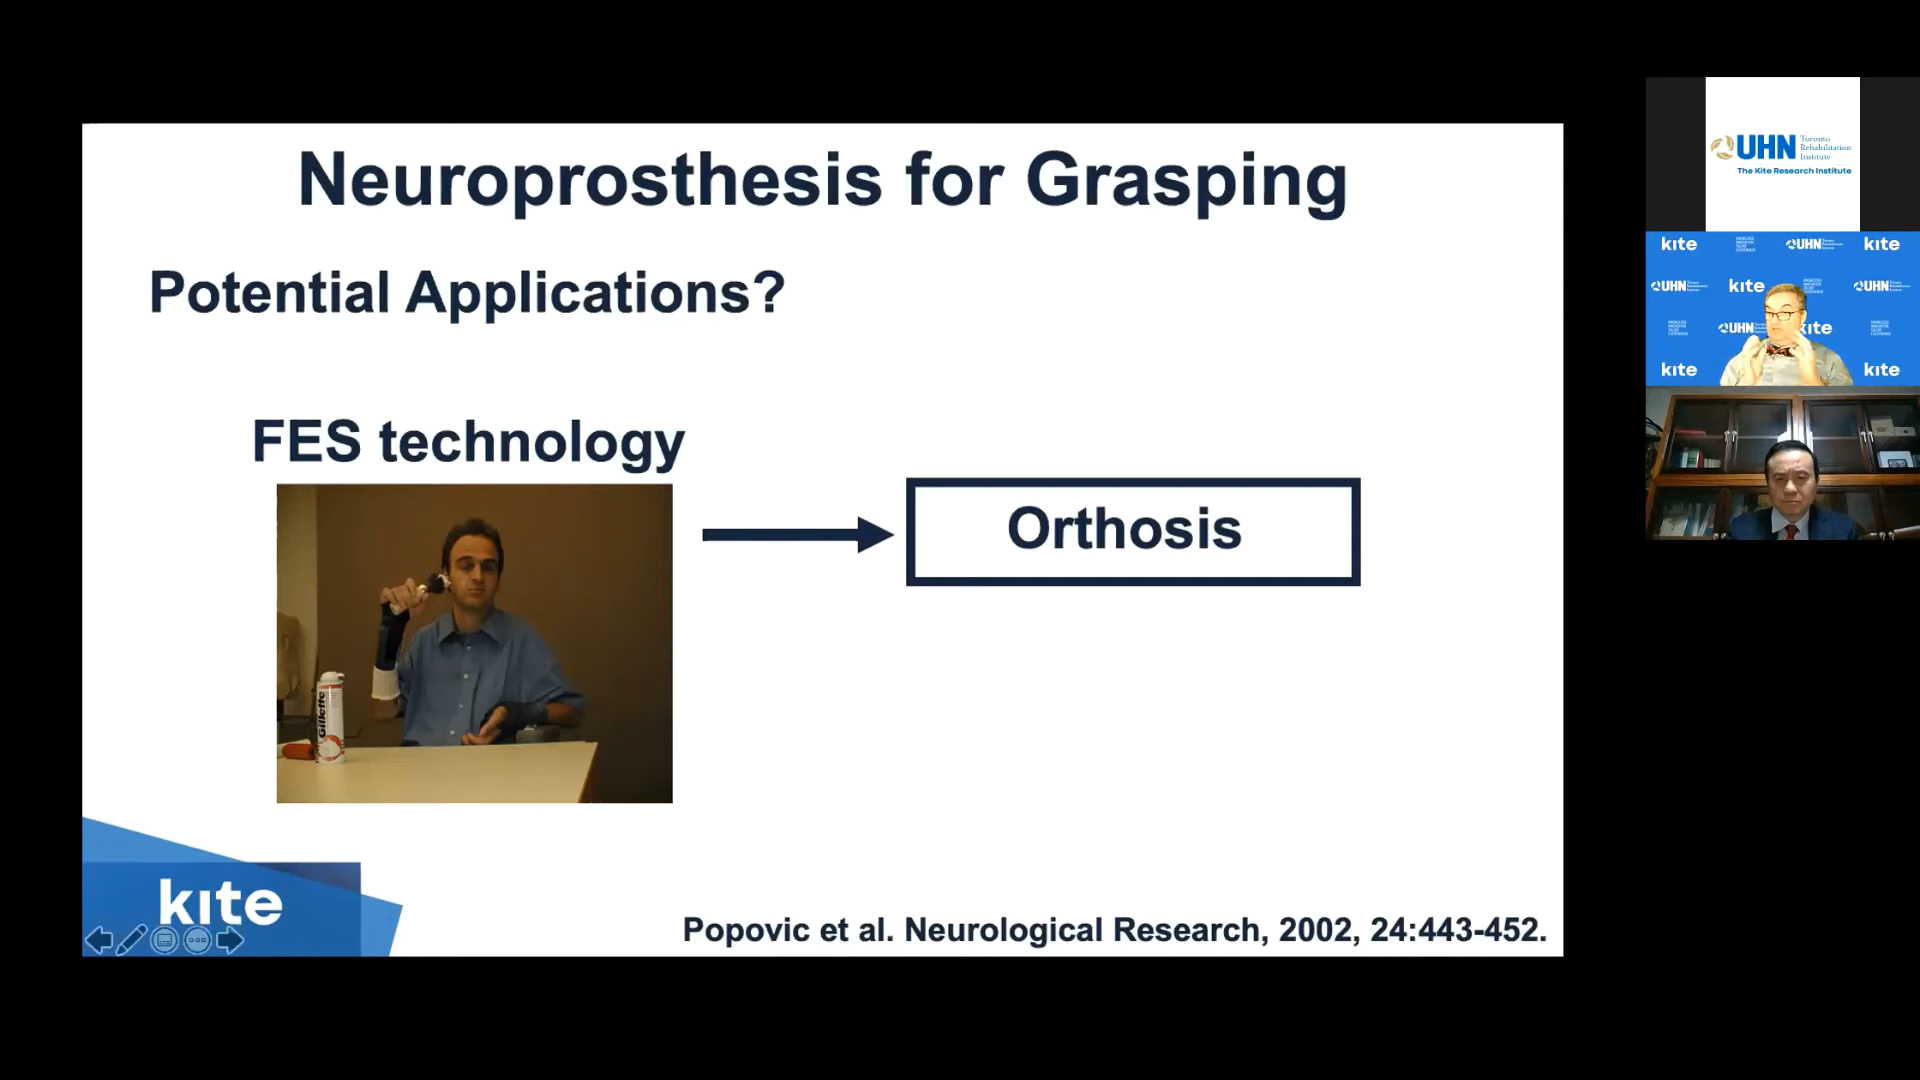 Neuroprosthesis for Grasping
Potential Applications?
FES technology
Orthosis
Gillette
kite
Popovic et al. Neurological Research, 2002, 24:443-452.
UHN
Toronto
Rehabilitation
Institute
The Kite Research Institute
kite
UHN
kite
UHN
kite
UHN
UHN
kite
kite
kite